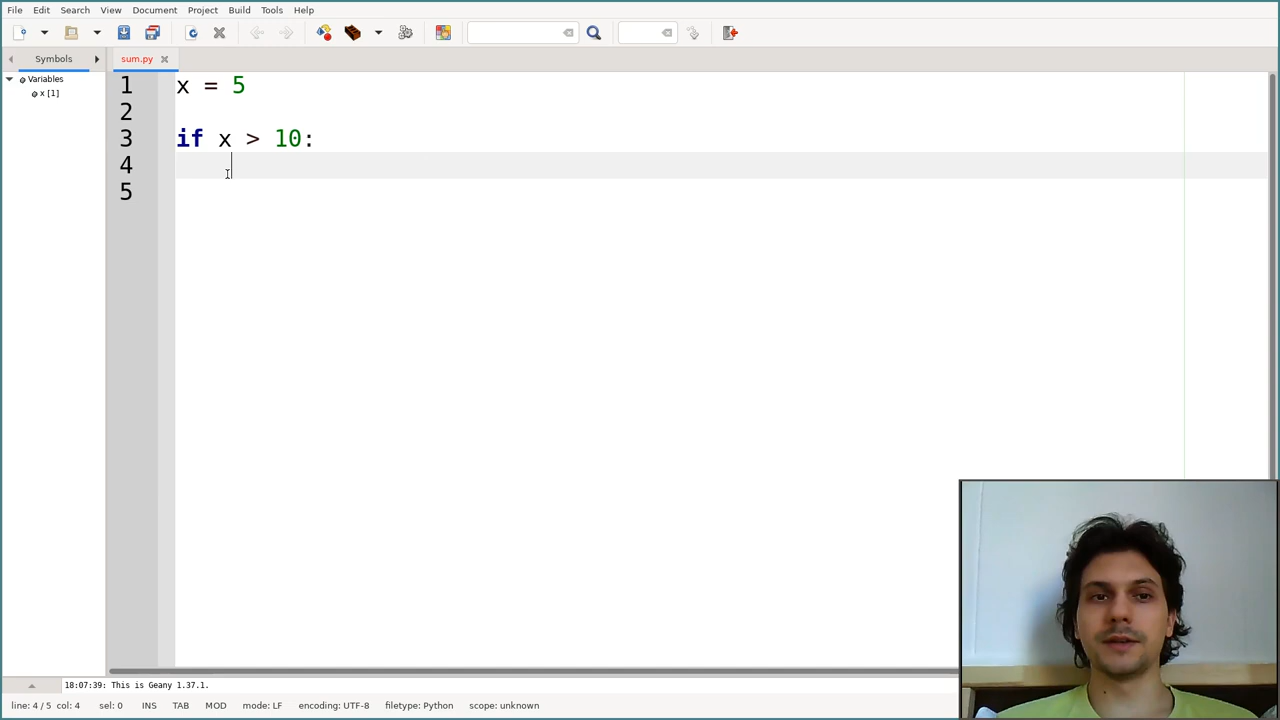 File Edit Search View Document Project Build Tools Help
Symbols
sum.py
Variables
x [1]
1 x = 5
2
3 if x > 10:
4
5
18:07:39: This is Geany 1.37.1.
line: 4 / 5 col: 4 sel: 0 INS TAB MOD mode: LF encoding: UTF-8 filetype: Python scope: unknown